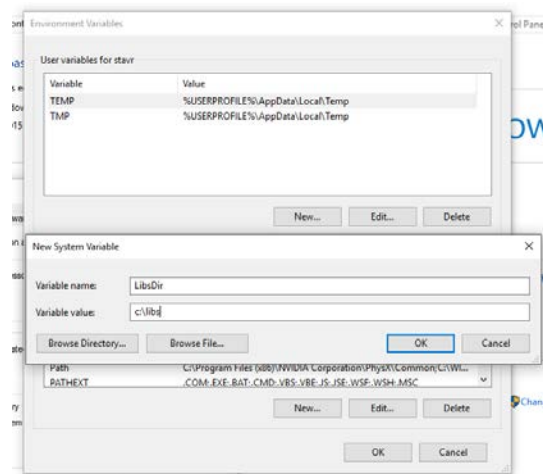 Environment Variables
User variables for stavr
Variable Value
TEMP %USERPROFILE%\AppData\Local\Temp
TMP %USERPROFILE%\AppData\Local\Temp
New... Edit... Delete
New System Variable
Variable name: LibsDir
Variable value: c:\libs
Browse Directory... Browse File... OK Cancel
Path C:\Program Files (x86)\NVIDIA Corporation\PhysX\Common;C:\WI...
PATHEXT .COM;.EXE;.BAT;.CMD;.VBS;.VBE;.JS;.JSE;.WSF;.WSH;.MSC
New... Edit... Delete
OK Cancel